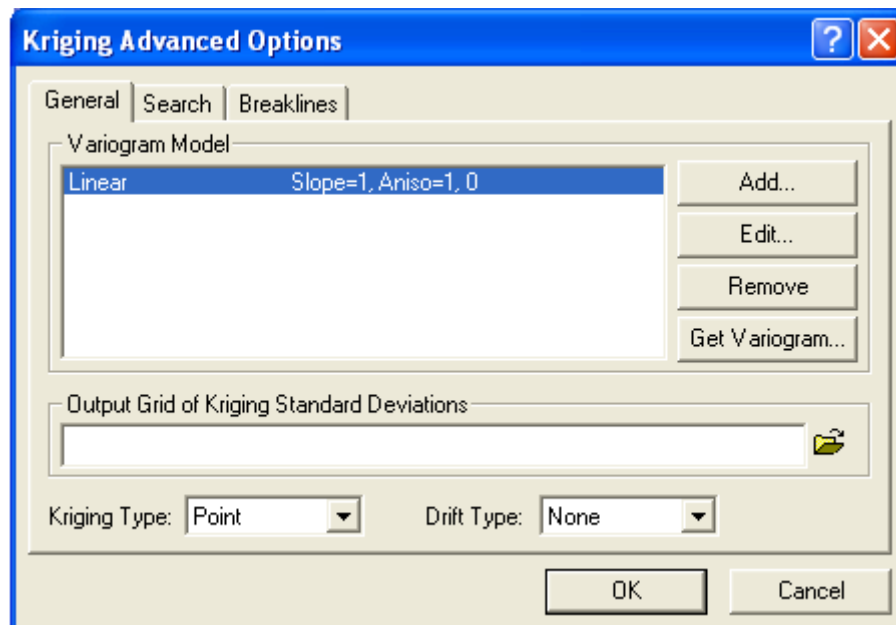 Kriging Advanced Options
General Search Breaklines
Variogram Model
Linear Slope=1, Aniso=1, 0
Add...
Edit...
Remove
Get Variogram...
Output Grid of Kriging Standard Deviations
Kriging Type: Point Drift Type: None
OK Cancel